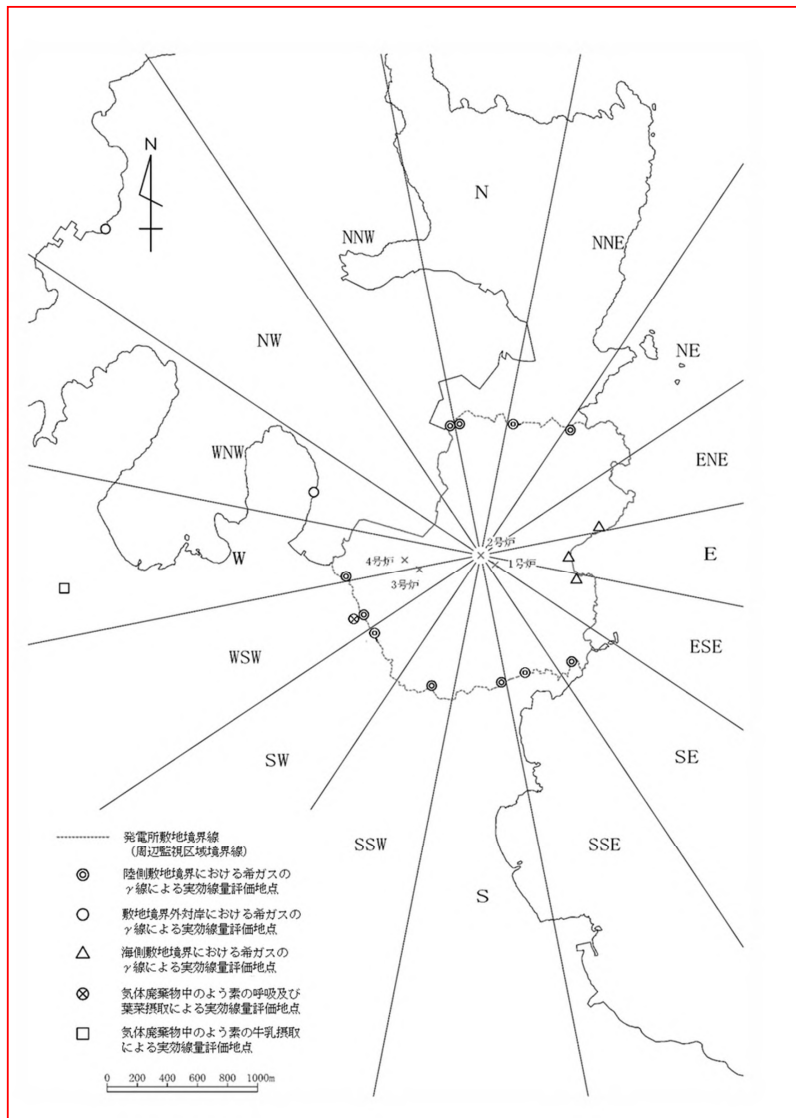 N
N
NNW
NNE
NW
NE
WNW
ENE
2号炉
W
4号炉
1号炉
E
3号炉
WSW
ESE
SW
SE
SSW
SSE
S
発電所敷地境界線
(周辺監視区域境界線)
陸側敷地境界における希ガスの
γ線による実効線量評価地点
敷地境界外対岸における希ガスの
γ線による実効線量評価地点
海側敷地境界における希ガスの
γ線による実効線量評価地点
気体廃棄物中のよう素の呼吸及び
葉菜摂取による実効線量評価地点
気体廃棄物中のよう素の牛乳摂取
による実効線量評価地点
0 200 400 600 800 1000m